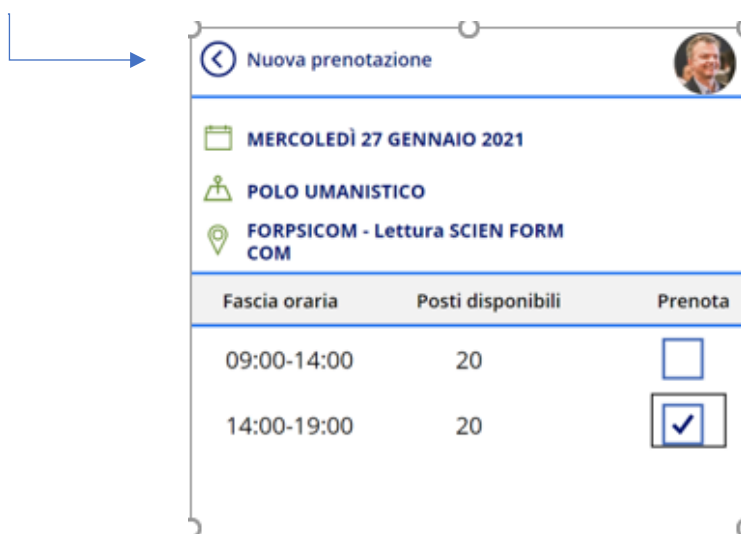 Nuova prenotazione
MERCOLEDÌ 27 GENNAIO 2021
POLO UMANISTICO
FORPSICOM - Lettura SCIEN FORM
COM
Fascia oraria Posti disponibili Prenota
09:00-14:00 20
14:00-19:00 20